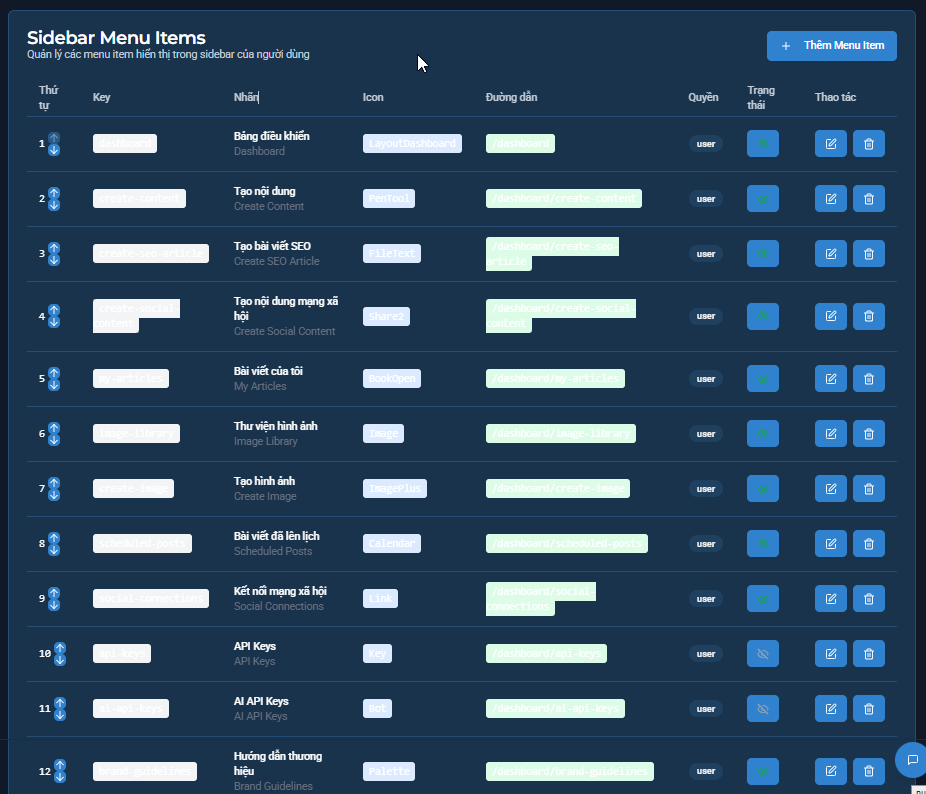 Sidebar Menu Items
Quản lý các menu item hiển thị trong sidebar của người dùng
+ Thêm Menu Item
Thứ tự Key Nhãn Icon Đường dẫn Quyền Trạng thái Thao tác
1 dashboard Bảng điều khiển LayoutDashboard /dashboard user
Dashboard
2 create-content Tạo nội dung PenTool /dashboard/create-content user
Create Content
3 create-seo-article Tạo bài viết SEO FileText /dashboard/create-seo-article user
Create SEO Article
4 create-social-content Tạo nội dung mạng xã hội Share2 /dashboard/create-social-content user
Create Social Content
5 my-articles Bài viết của tôi BookOpen /dashboard/my-articles user
My Articles
6 image-library Thư viện hình ảnh Image /dashboard/image-library user
Image Library
7 create-image Tạo hình ảnh ImagePlus /dashboard/create-image user
Create Image
8 scheduled-posts Bài viết đã lên lịch Calendar /dashboard/scheduled-posts user
Scheduled Posts
9 social-connections Kết nối mạng xã hội Link /dashboard/social-connections user
Social Connections
10 api-keys API Keys Key /dashboard/api-keys user
API Keys
11 ai-api-keys AI API Keys Bot /dashboard/ai-api-keys user
AI API Keys
12 brand_guidelines Hướng dẫn thương hiệu Palette /dashboard/brand-guidelines user
Brand Guidelines